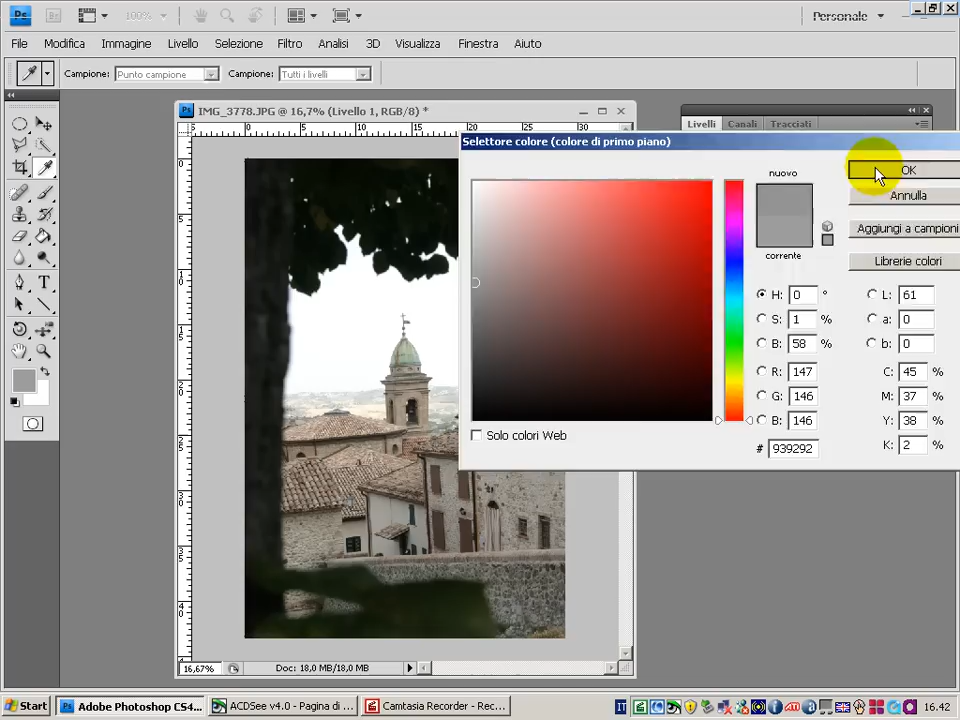 Ps Br 100% Personale
File Modifica Immagine Livello Selezione Filtro Analisi 3D Visualizza Finestra Aiuto
Campione: Punto campione Campione: Tutti i livelli
IMG_3778.JPG @ 16,7% (Livello 1, RGB/8) *
Livelli Canali Tracciati
Selettore colore (colore di primo piano)
nuovo
corrente
OK
Annulla
Aggiungi a campioni
Librerie colori
H: 0 ° L: 61
S: 1 % a: 0
B: 58 % b: 0
R: 147 C: 45 %
G: 146 M: 37 %
B: 146 Y: 38 %
# 939292 K: 2 %
Solo colori Web
16,67% Doc: 18,0 MB/18,0 MB
Start Adobe Photoshop CS4... ACDSee v4.0 - Pagina di ... Camtasia Recorder - Rec... IT 16.42